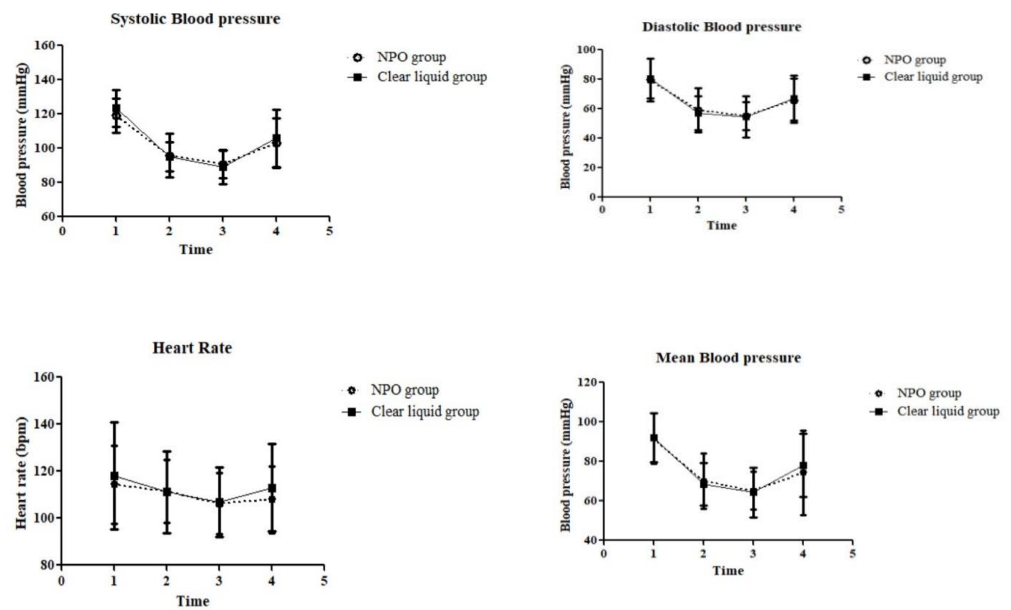 Systolic Blood pressure
160
140
120
100
80
60
Blood pressure (mmHg)
0 1 2 3 4 5
Time
NPO group
Clear liquid group
Diastolic Blood pressure
100
80
60
40
20
0
Blood pressure (mmHg)
0 1 2 3 4 5
Time
NPO group
Clear liquid group
Heart Rate
160
140
120
100
80
Heart rate (bpm)
0 1 2 3 4 5
Time
NPO group
Clear liquid group
Mean Blood pressure
120
100
80
60
40
Blood pressure (mmHg)
0 1 2 3 4 5
Time
NPO group
Clear liquid group